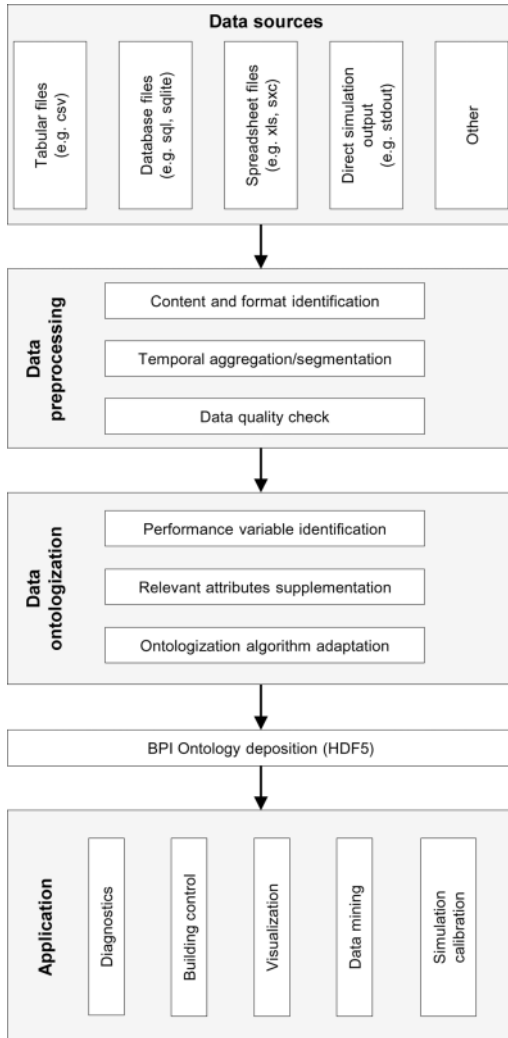 Data sources
Tabular files
(e.g. csv)
Database files
(e.g. sql, sqlite)
Spreadsheet files
(e.g. xls, sxc)
Direct simulation
output
(e.g. stdout)
Other
Data
preprocessing
Content and format identification
Temporal aggregation/segmentation
Data quality check
Data
ontologization
Performance variable identification
Relevant attributes supplementation
Ontologization algorithm adaptation
BPI Ontology deposition (HDF5)
Application
Diagnostics
Building control
Visualization
Data mining
Simulation
calibration